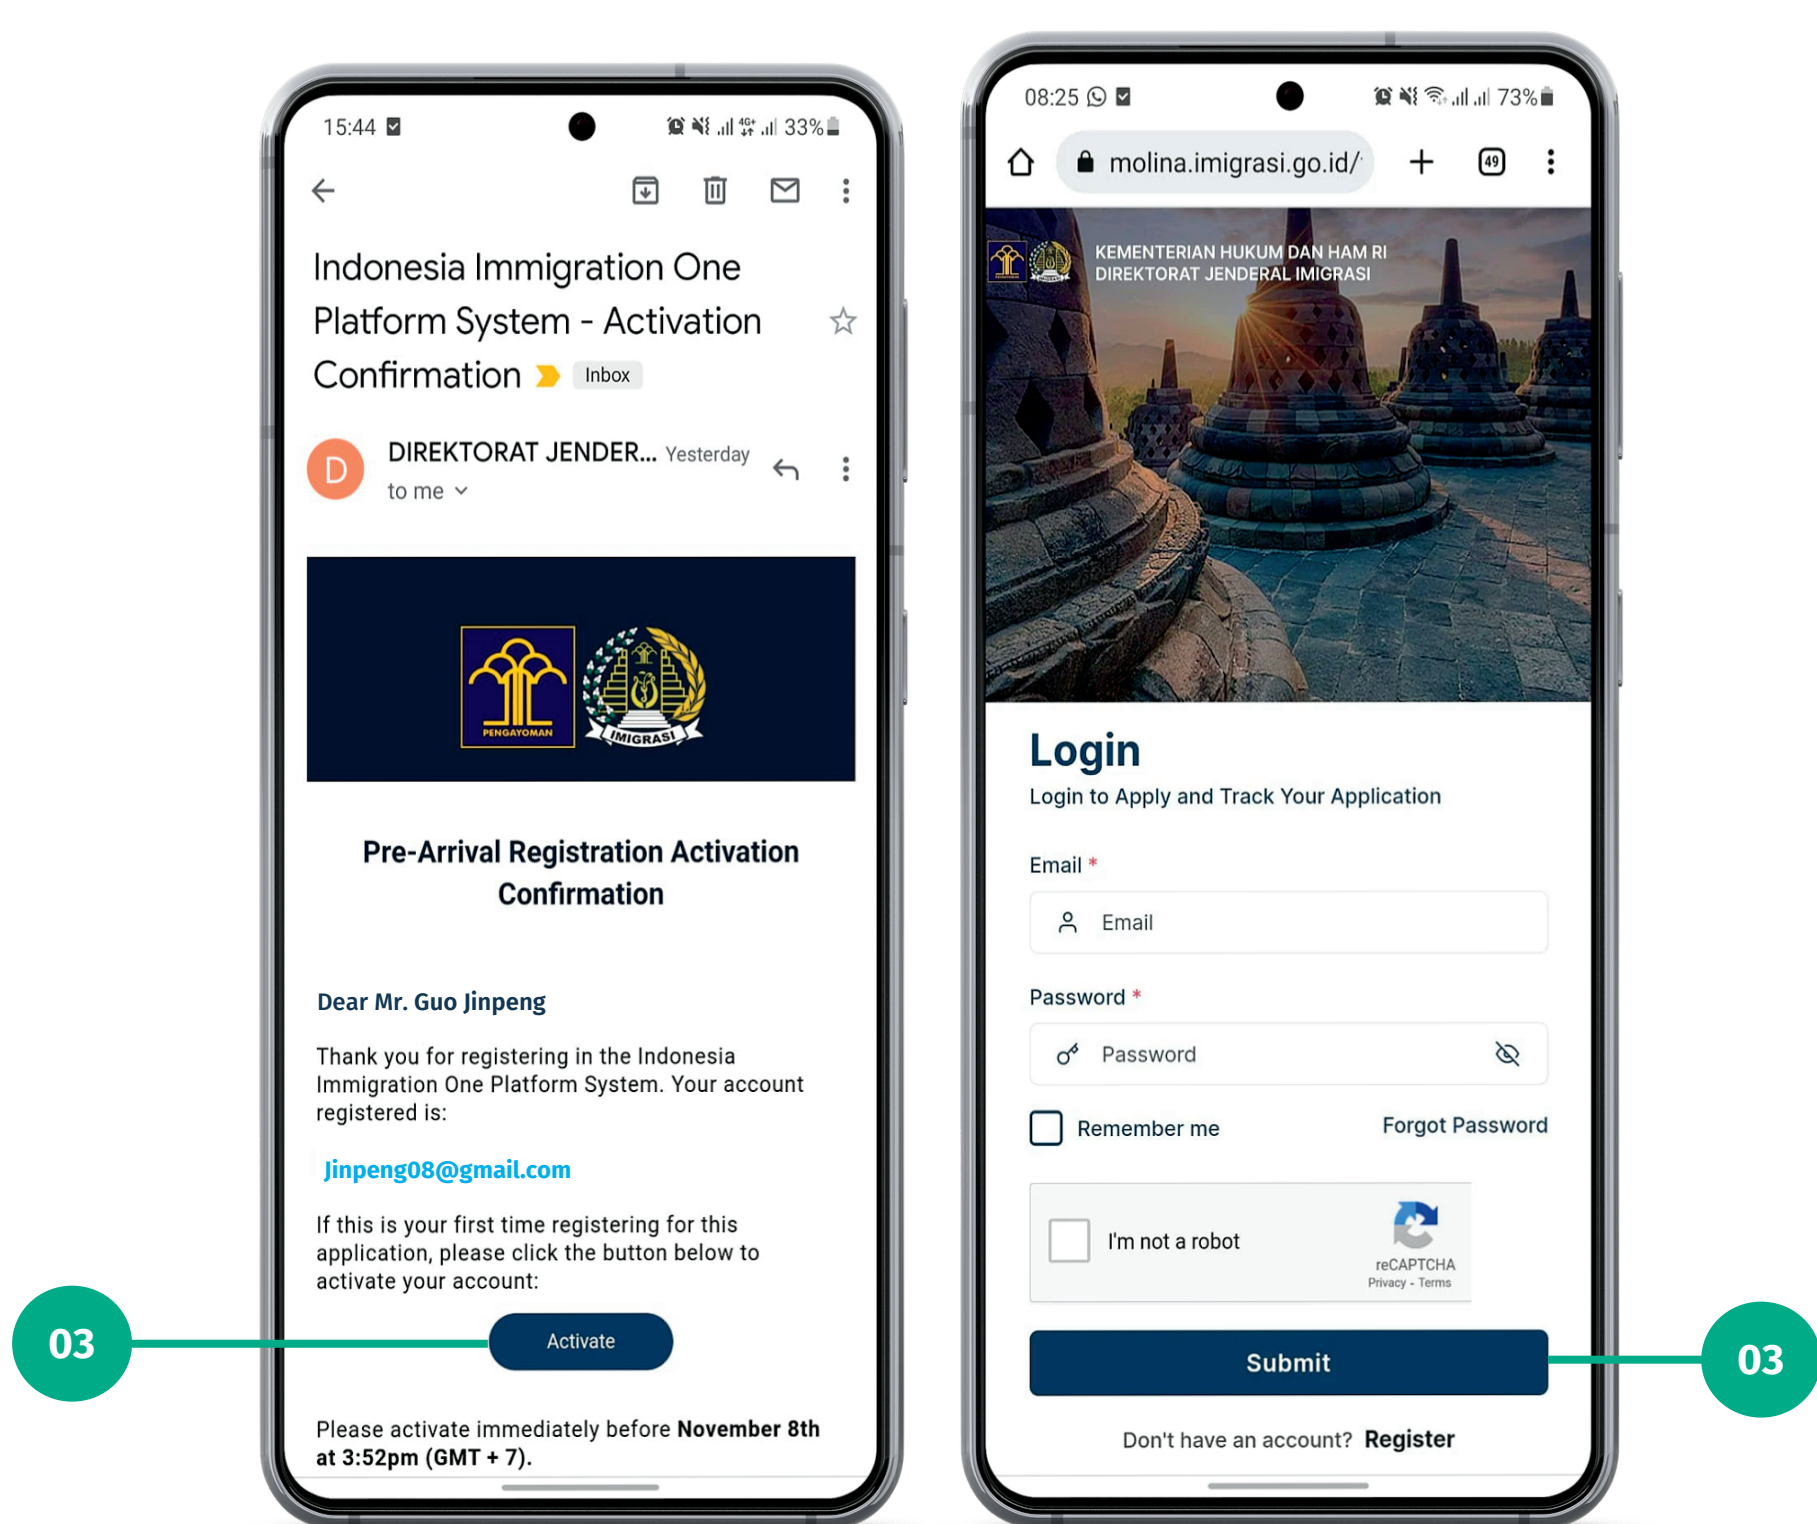 15:44
4G+
33%
Indonesia Immigration One
Platform System - Activation
Confirmation
Inbox
D
DIREKTORAT JENDER... Yesterday
to me
PENGAYOMAN
IMIGRASI
Pre-Arrival Registration Activation
Confirmation
Dear Mr. Guo Jinpeng
Thank you for registering in the Indonesia
Immigration One Platform System. Your account
registered is:
Jinpeng08@gmail.com
If this is your first time registering for this
application, please click the button below to
activate your account:
03
Activate
Please activate immediately before November 8th
at 3:52pm (GMT + 7).
08:25
73%
molina.imigrasi.go.id/
49
KEMENTERIAN HUKUM DAN HAM RI
DIREKTORAT JENDERAL IMIGRASI
Login
Login to Apply and Track Your Application
Email *
Email
Password *
Password
Remember me
Forgot Password
I'm not a robot
reCAPTCHA
Privacy - Terms
Submit
03
Don't have an account? Register